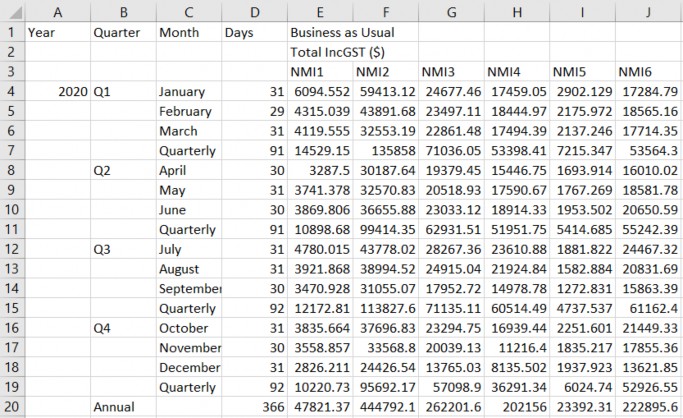 A B C D E F G H I J
1 Year Quarter Month Days Business as Usual
2 Total IncGST ($)
3 NMI1 NMI2 NMI3 NMI4 NMI5 NMI6
4 2020 Q1 January 31 6094.552 59413.12 24677.46 17459.05 2902.129 17284.79
5 February 29 4315.039 43891.68 23497.11 18444.97 2175.972 18565.16
6 March 31 4119.555 32553.19 22861.48 17494.39 2137.246 17714.35
7 Quarterly 91 14529.15 135858 71036.05 53398.41 7215.347 53564.3
8 Q2 April 30 3287.5 30187.64 19379.45 15446.75 1693.914 16010.02
9 May 31 3741.378 32570.83 20518.93 17590.67 1767.269 18581.78
10 June 30 3869.806 36655.88 23033.12 18914.33 1953.502 20650.59
11 Quarterly 91 10898.68 99414.35 62931.51 51951.75 5414.685 55242.39
12 Q3 July 31 4780.015 43778.02 28267.36 23610.88 1881.822 24467.32
13 August 31 3921.868 38994.52 24915.04 21924.84 1582.884 20831.69
14 September 30 3470.928 31055.07 17952.72 14978.78 1272.831 15863.39
15 Quarterly 92 12172.81 113827.6 71135.11 60514.49 4737.537 61162.4
16 Q4 October 31 3835.664 37696.83 23294.75 16939.44 2251.601 21449.33
17 November 30 3558.857 33568.8 20039.13 11216.4 1835.217 17855.36
18 December 31 2826.211 24426.54 13765.03 8135.502 1937.923 13621.85
19 Quarterly 92 10220.73 95692.17 57098.9 36291.34 6024.74 52926.55
20 Annual 366 47821.37 444792.1 262201.6 202156 23392.31 222895.6